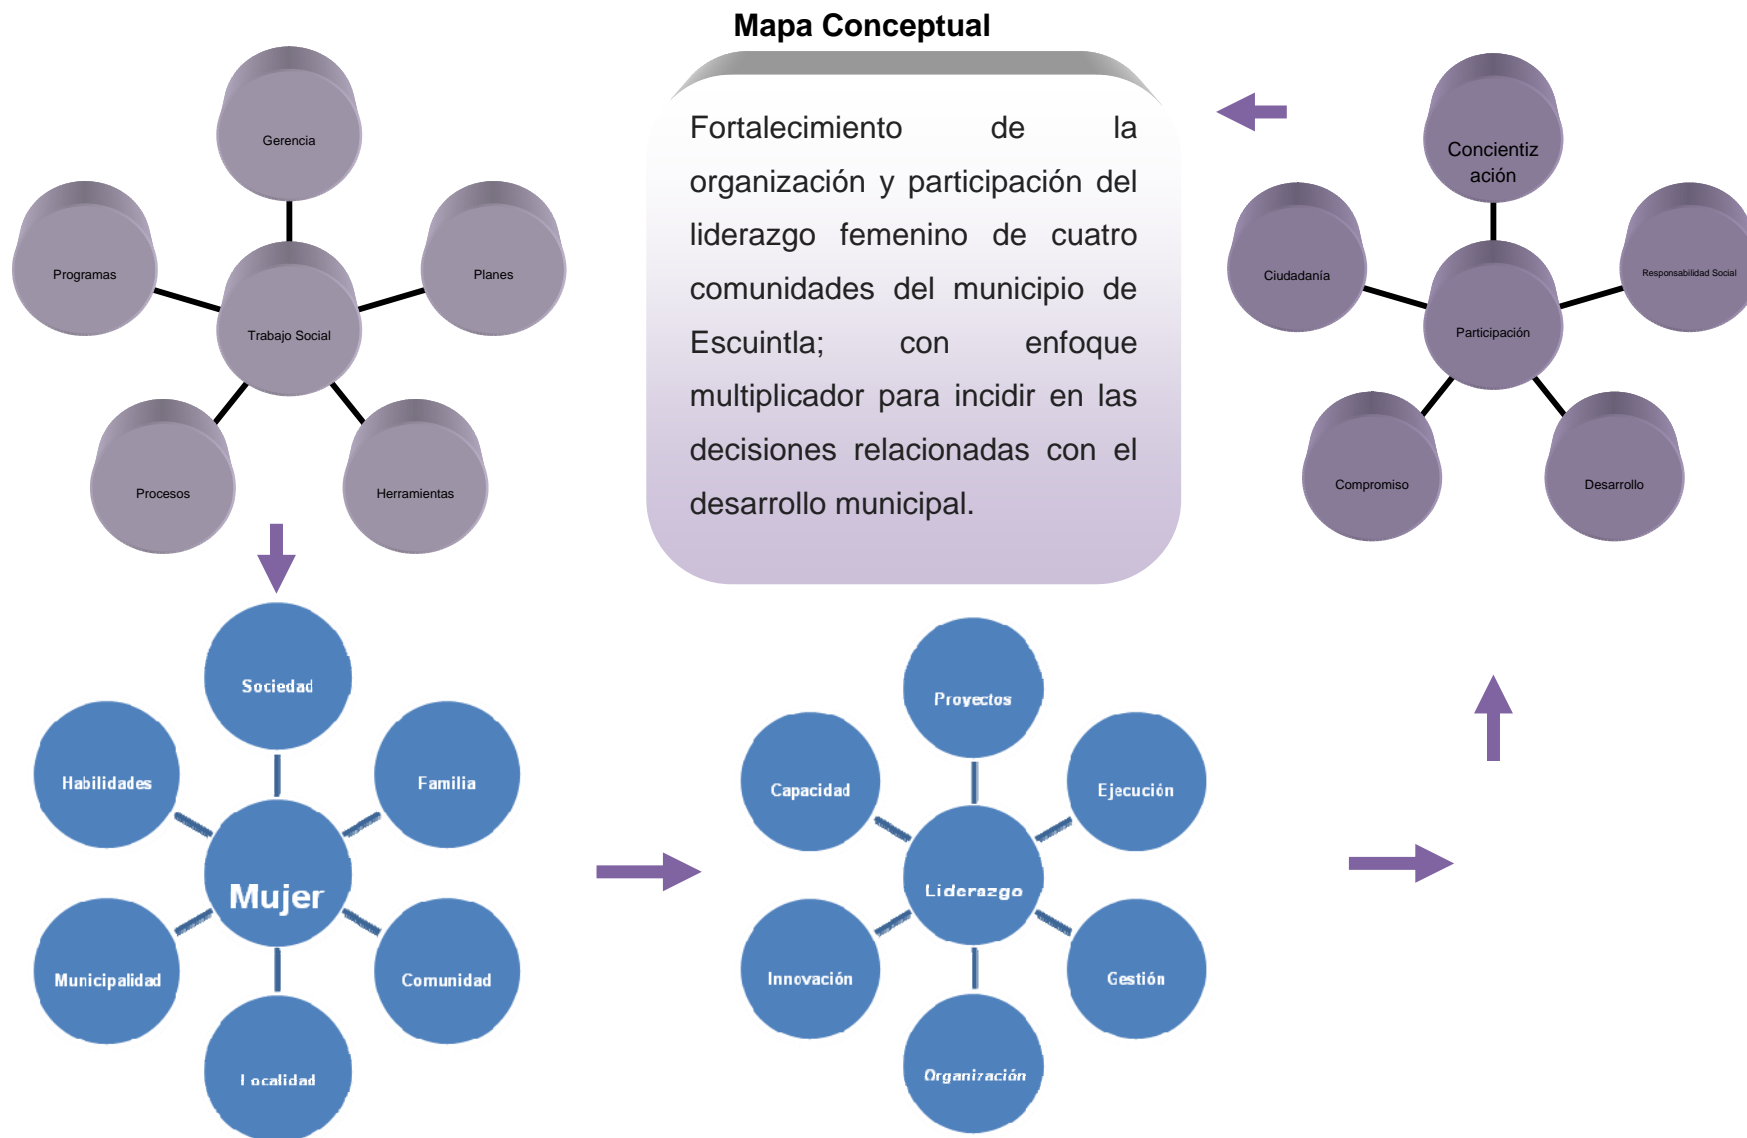 Mapa Conceptual
Gerencia
Programas
Planes
Trabajo Social
Procesos
Herramientas
Fortalecimiento de la
organización y participación del
liderazgo femenino de cuatro
comunidades del municipio de
Escuintla; con enfoque
multiplicador para incidir en las
decisiones relacionadas con el
desarrollo municipal.
Concientiz
ación
Ciudadanía
Responsabilidad Social
Participación
Compromiso
Desarrollo
Sociedad
Habilidades
Familia
Mujer
Municipalidad
Comunidad
Localidad
Proyectos
Capacidad
Ejecución
Liderazgo
Innovación
Gestión
Organización